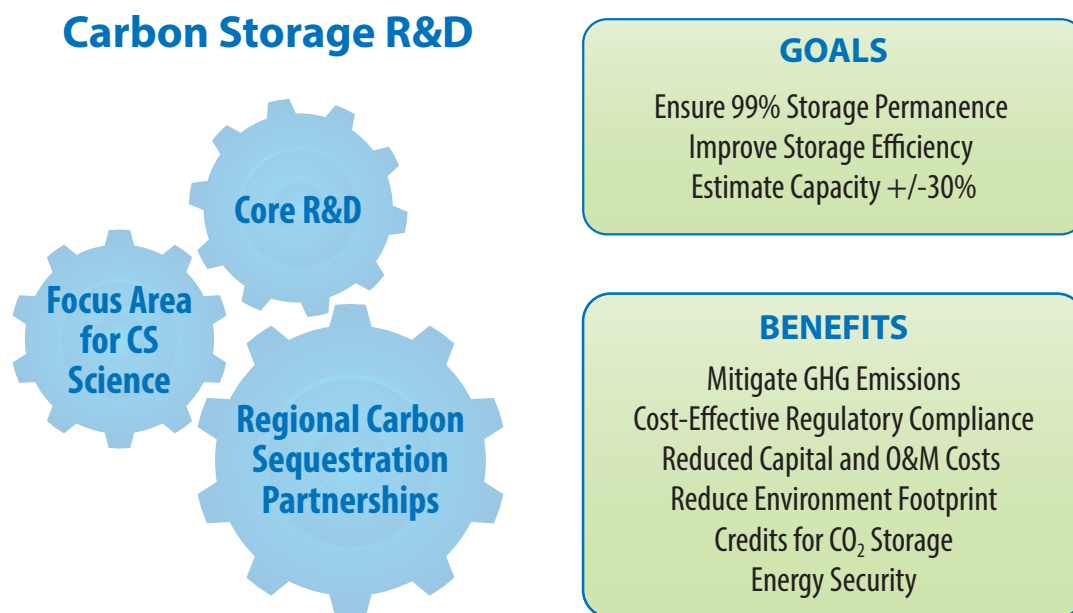 Carbon Storage R&D
Core R&D
Focus Area
for CS
Science
Regional Carbon
Sequestration
Partnerships
GOALS
Ensure 99% Storage Permanence
Improve Storage Efficiency
Estimate Capacity +/-30%
BENEFITS
Mitigate GHG Emissions
Cost-Effective Regulatory Compliance
Reduced Capital and O&M Costs
Reduce Environment Footprint
Credits for CO₂ Storage
Energy Security